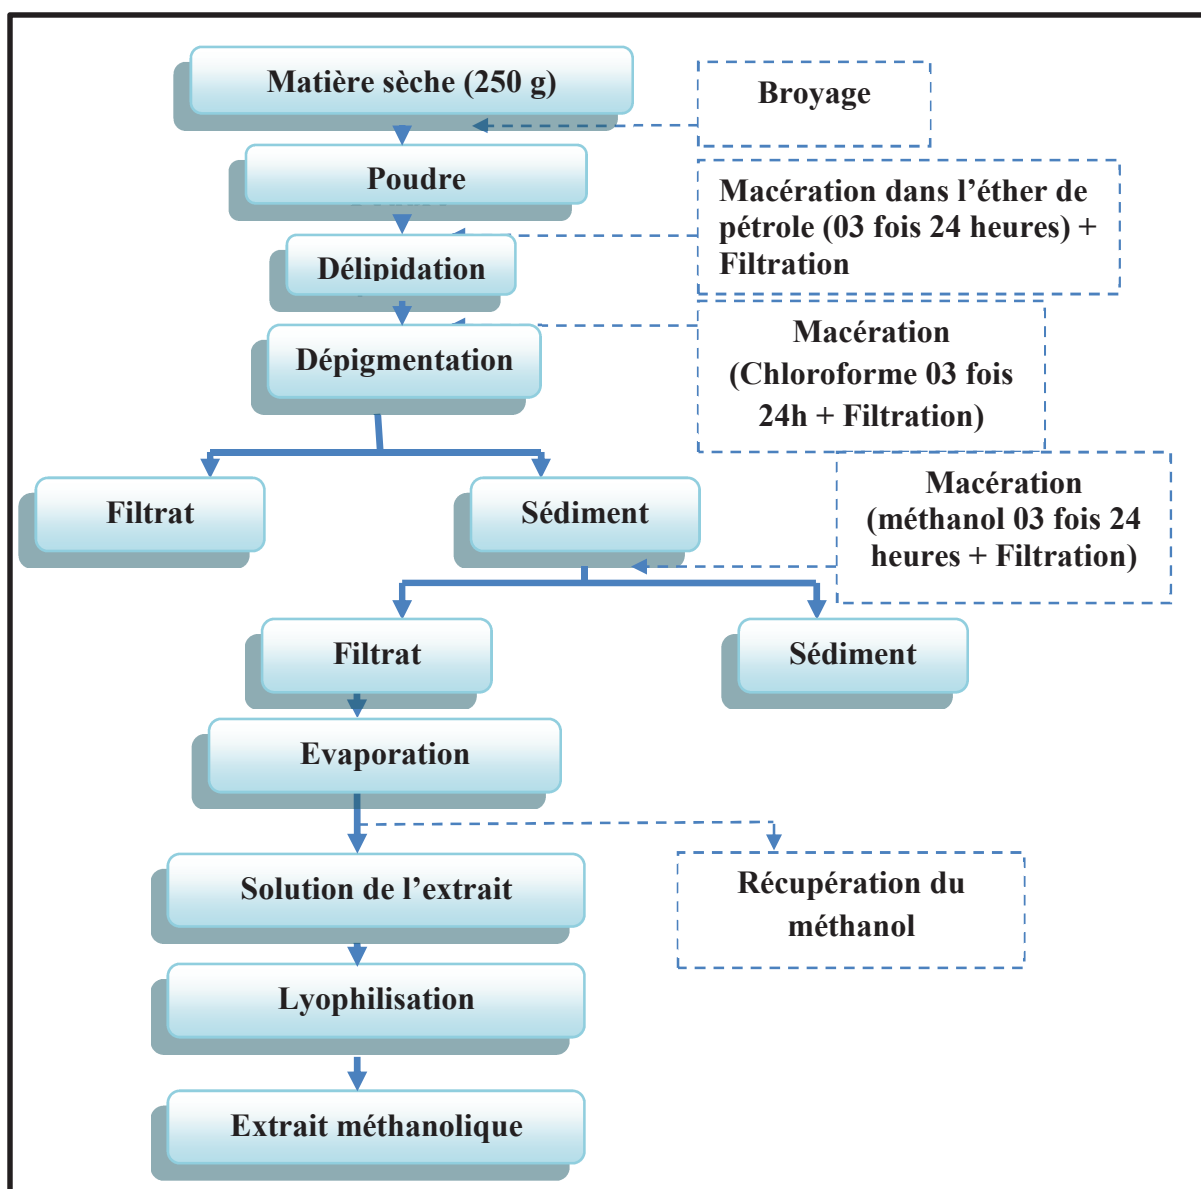 Matière sèche (250 g)
Broyage
Poudre
Macération dans l’éther de
pétrole (03 fois 24 heures) +
Filtration
Délipidation
Macération
(Chloroforme 03 fois
24h + Filtration)
Dépigmentation
Filtrat
Sédiment
Macération
(méthanol 03 fois 24
heures + Filtration)
Filtrat
Sédiment
Evaporation
Solution de l’extrait
Récupération du
méthanol
Lyophilisation
Extrait méthanolique